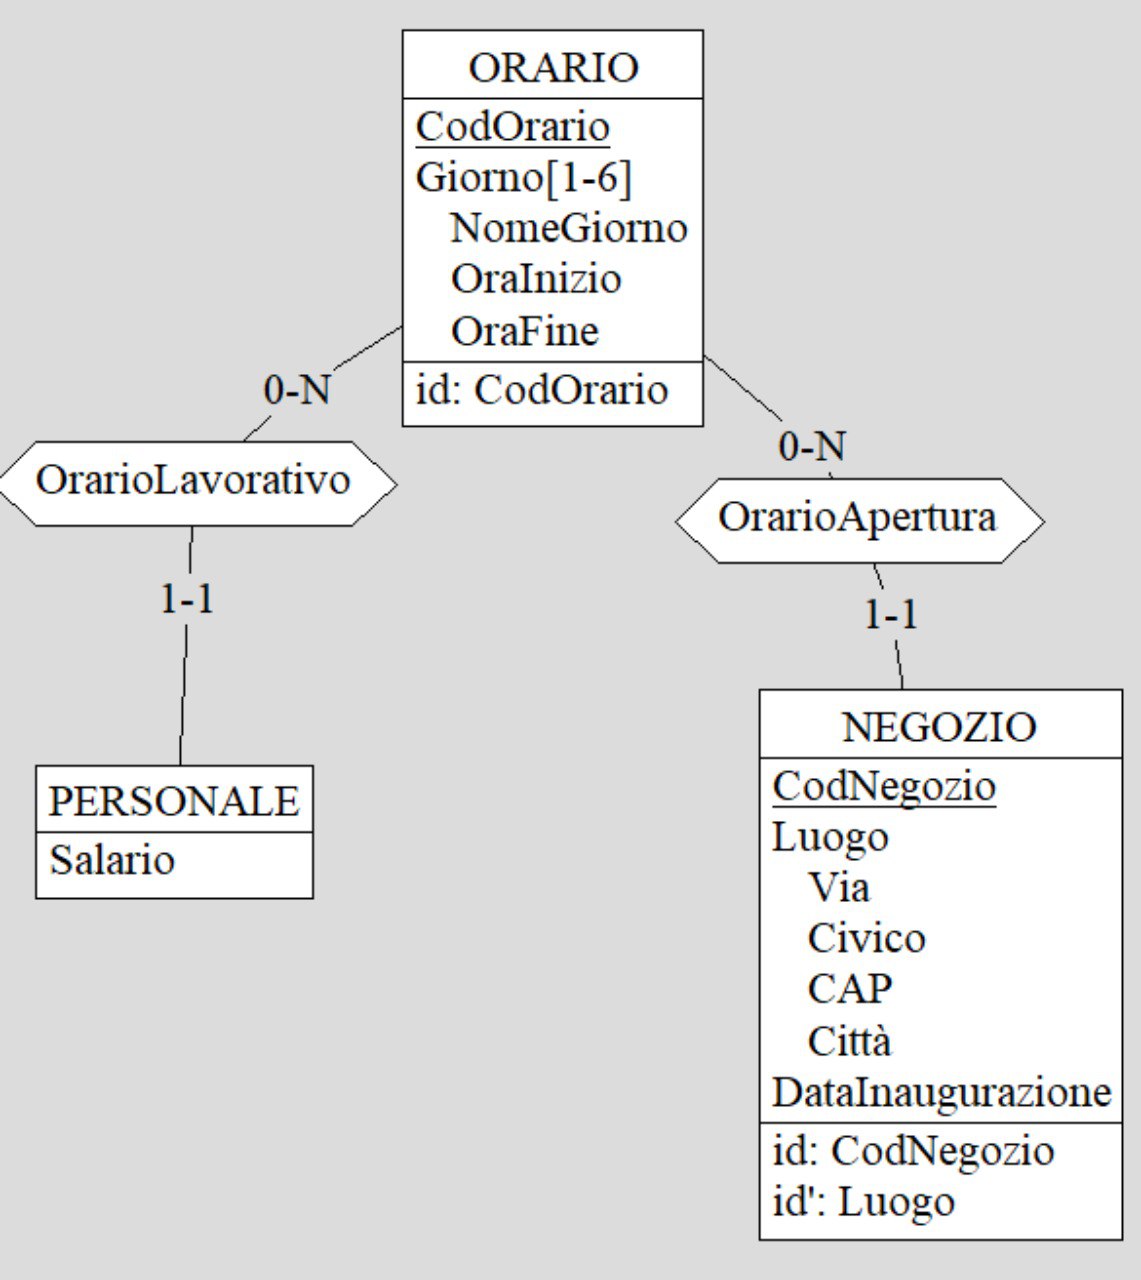 ORARIO
CodOrario
Giorno[1-6]
NomeGiorno
OraInizio
OraFine
id: CodOrario
0-N
OrarioLavorativo
1-1
PERSONALE
Salario
0-N
OrarioApertura
1-1
NEGOZIO
CodNegozio
Luogo
Via
Civico
CAP
Città
DataInaugurazione
id: CodNegozio
id': Luogo